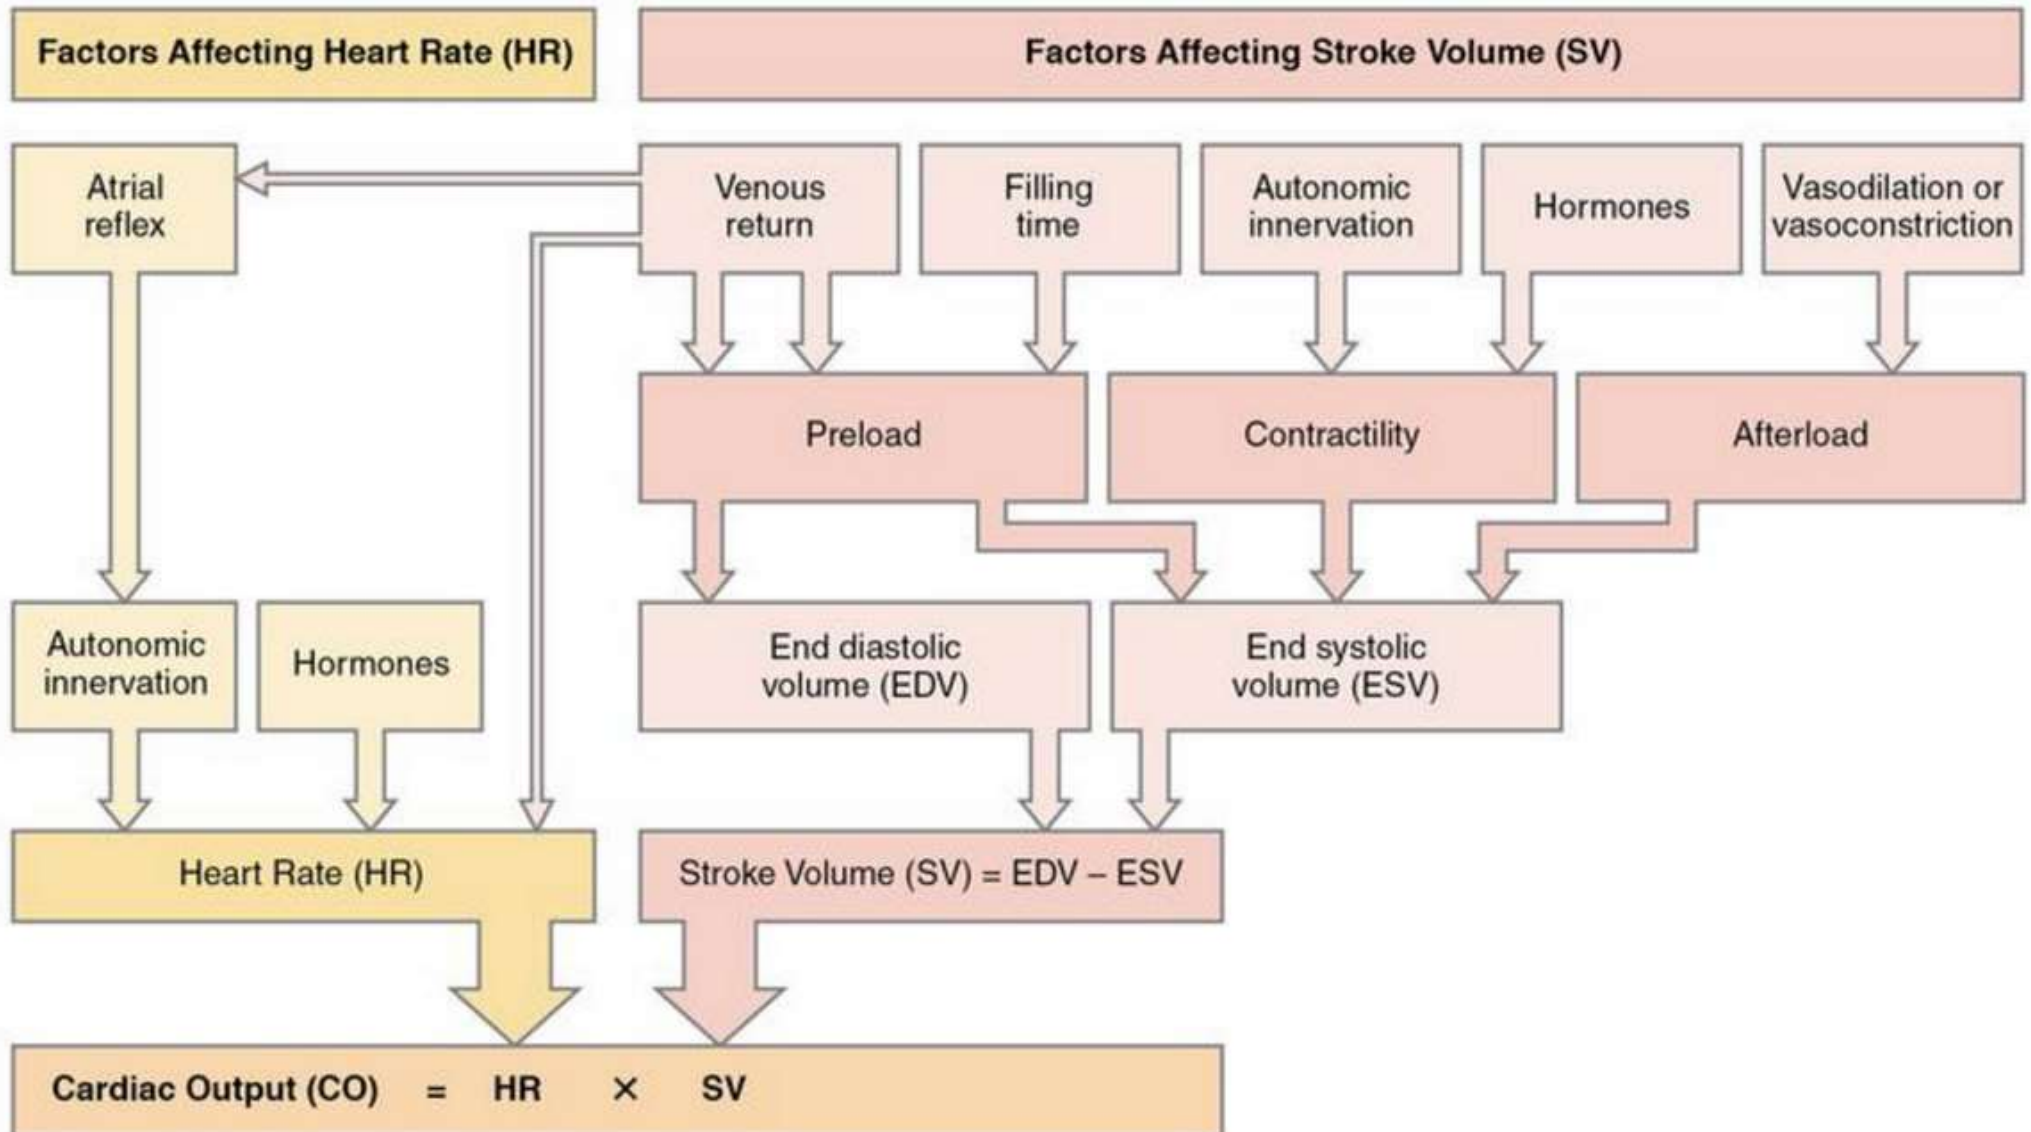 Factors Affecting Heart Rate (HR)
Factors Affecting Stroke Volume (SV)
Atrial
reflex
Venous
return
Filling
time
Autonomic
innervation
Hormones
Vasodilation or
vasoconstriction
Preload
Contractility
Afterload
Autonomic
innervation
Hormones
End diastolic
volume (EDV)
End systolic
volume (ESV)
Heart Rate (HR)
Stroke Volume (SV) = EDV – ESV
Cardiac Output (CO) = HR × SV